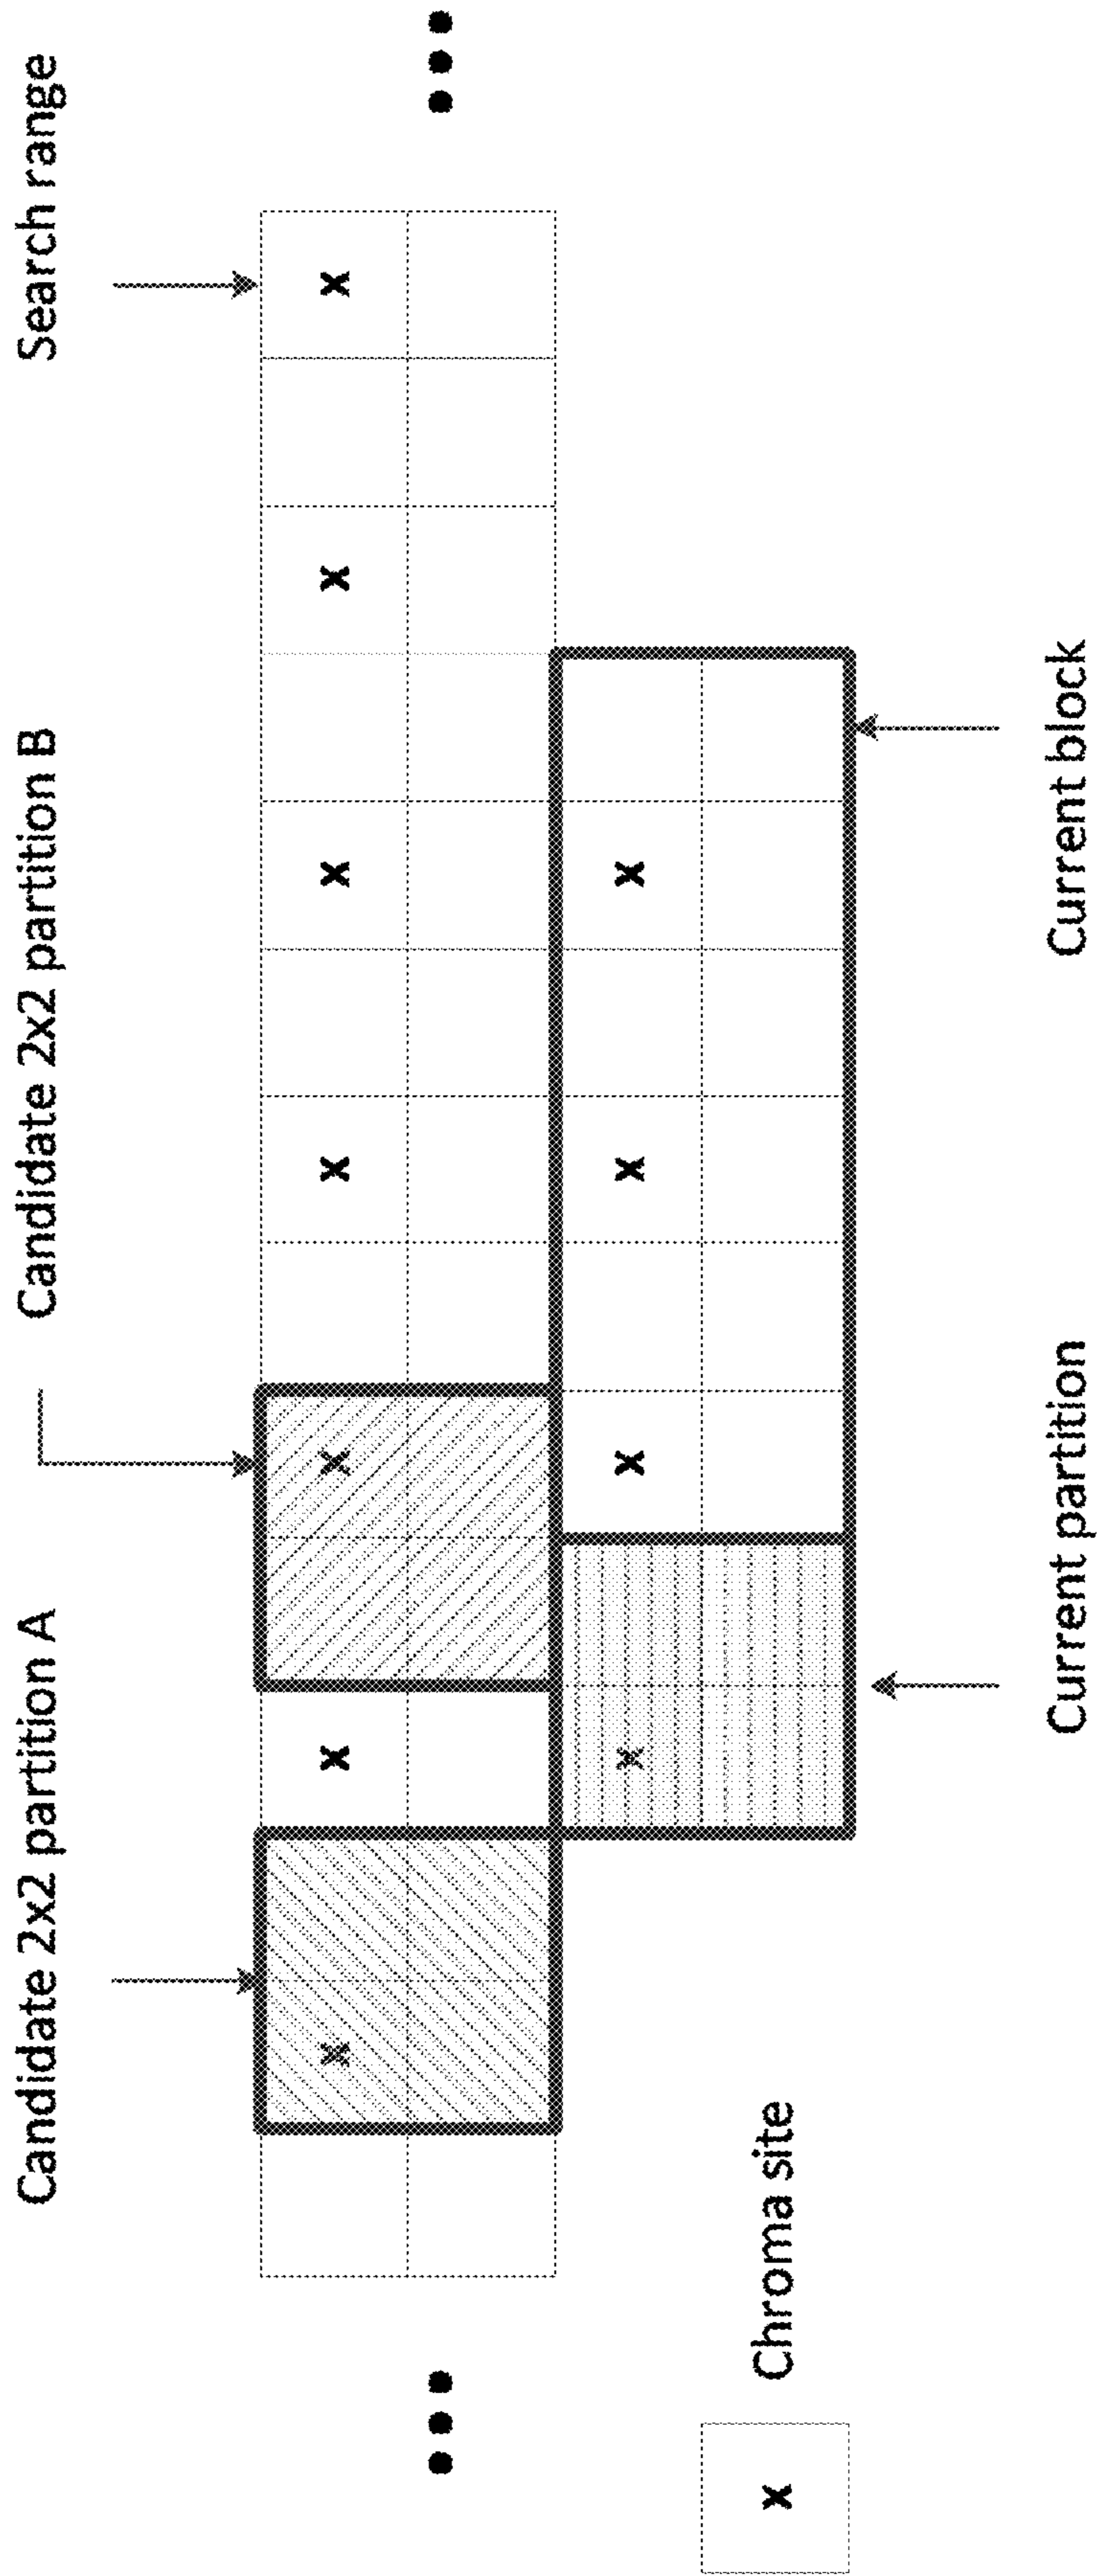 Candidate 2x2 partition A
Candidate 2x2 partition B
Search range
x x x x x x x
x x x x
x Chroma site
Current partition
Current block